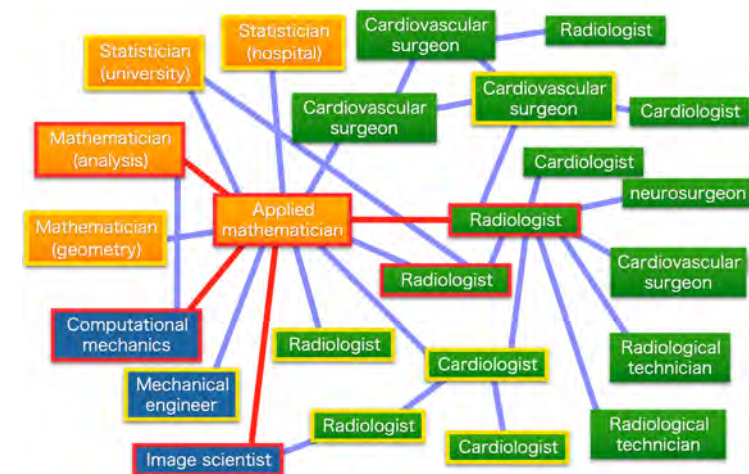 Statistician
(university)
Statistician
(hospital)
Cardiovascular
surgeon
Radiologist
Cardiovascular
surgeon
Cardiovascular
surgeon
Cardiologist
Mathematician
(analysis)
Cardiologist
neurosurgeon
Applied
mathematician
Radiologist
Mathematician
(geometry)
Cardiovascular
surgeon
Radiologist
Computational
mechanics
Radiologist
Cardiologist
Radiological
technician
Mechanical
engineer
Radiologist
Cardiologist
Radiological
technician
Image scientist